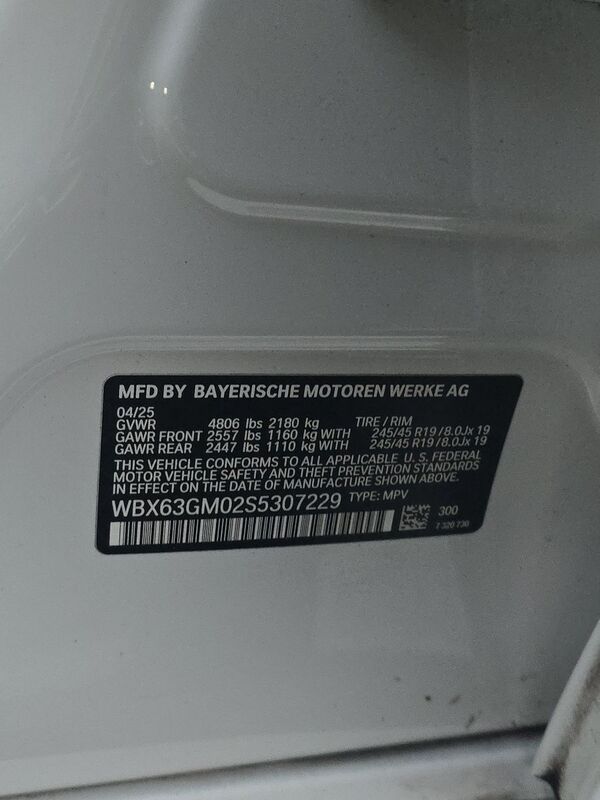 MFD BY BAYERISCHE MOTOREN WERKE AG
04/25
GVWR 4806 lbs 2180 kg TIRE / RIM
GAWR FRONT 2557 lbs 1160 kg WITH 245/45 R19 /8.0Jx 19
GAWR REAR 2447 lbs 1110 kg WITH 245/45 R19 /8.0Jx 19
THIS VEHICLE CONFORMS TO ALL APPLICABLE U. S. FEDERAL
MOTOR VEHICLE SAFETY AND THEFT PREVENTION STANDARDS
IN EFFECT ON THE DATE OF MANUFACTURE SHOWN ABOVE.
WBX63GM02S5307229 TYPE: MPV
300
7 320 730